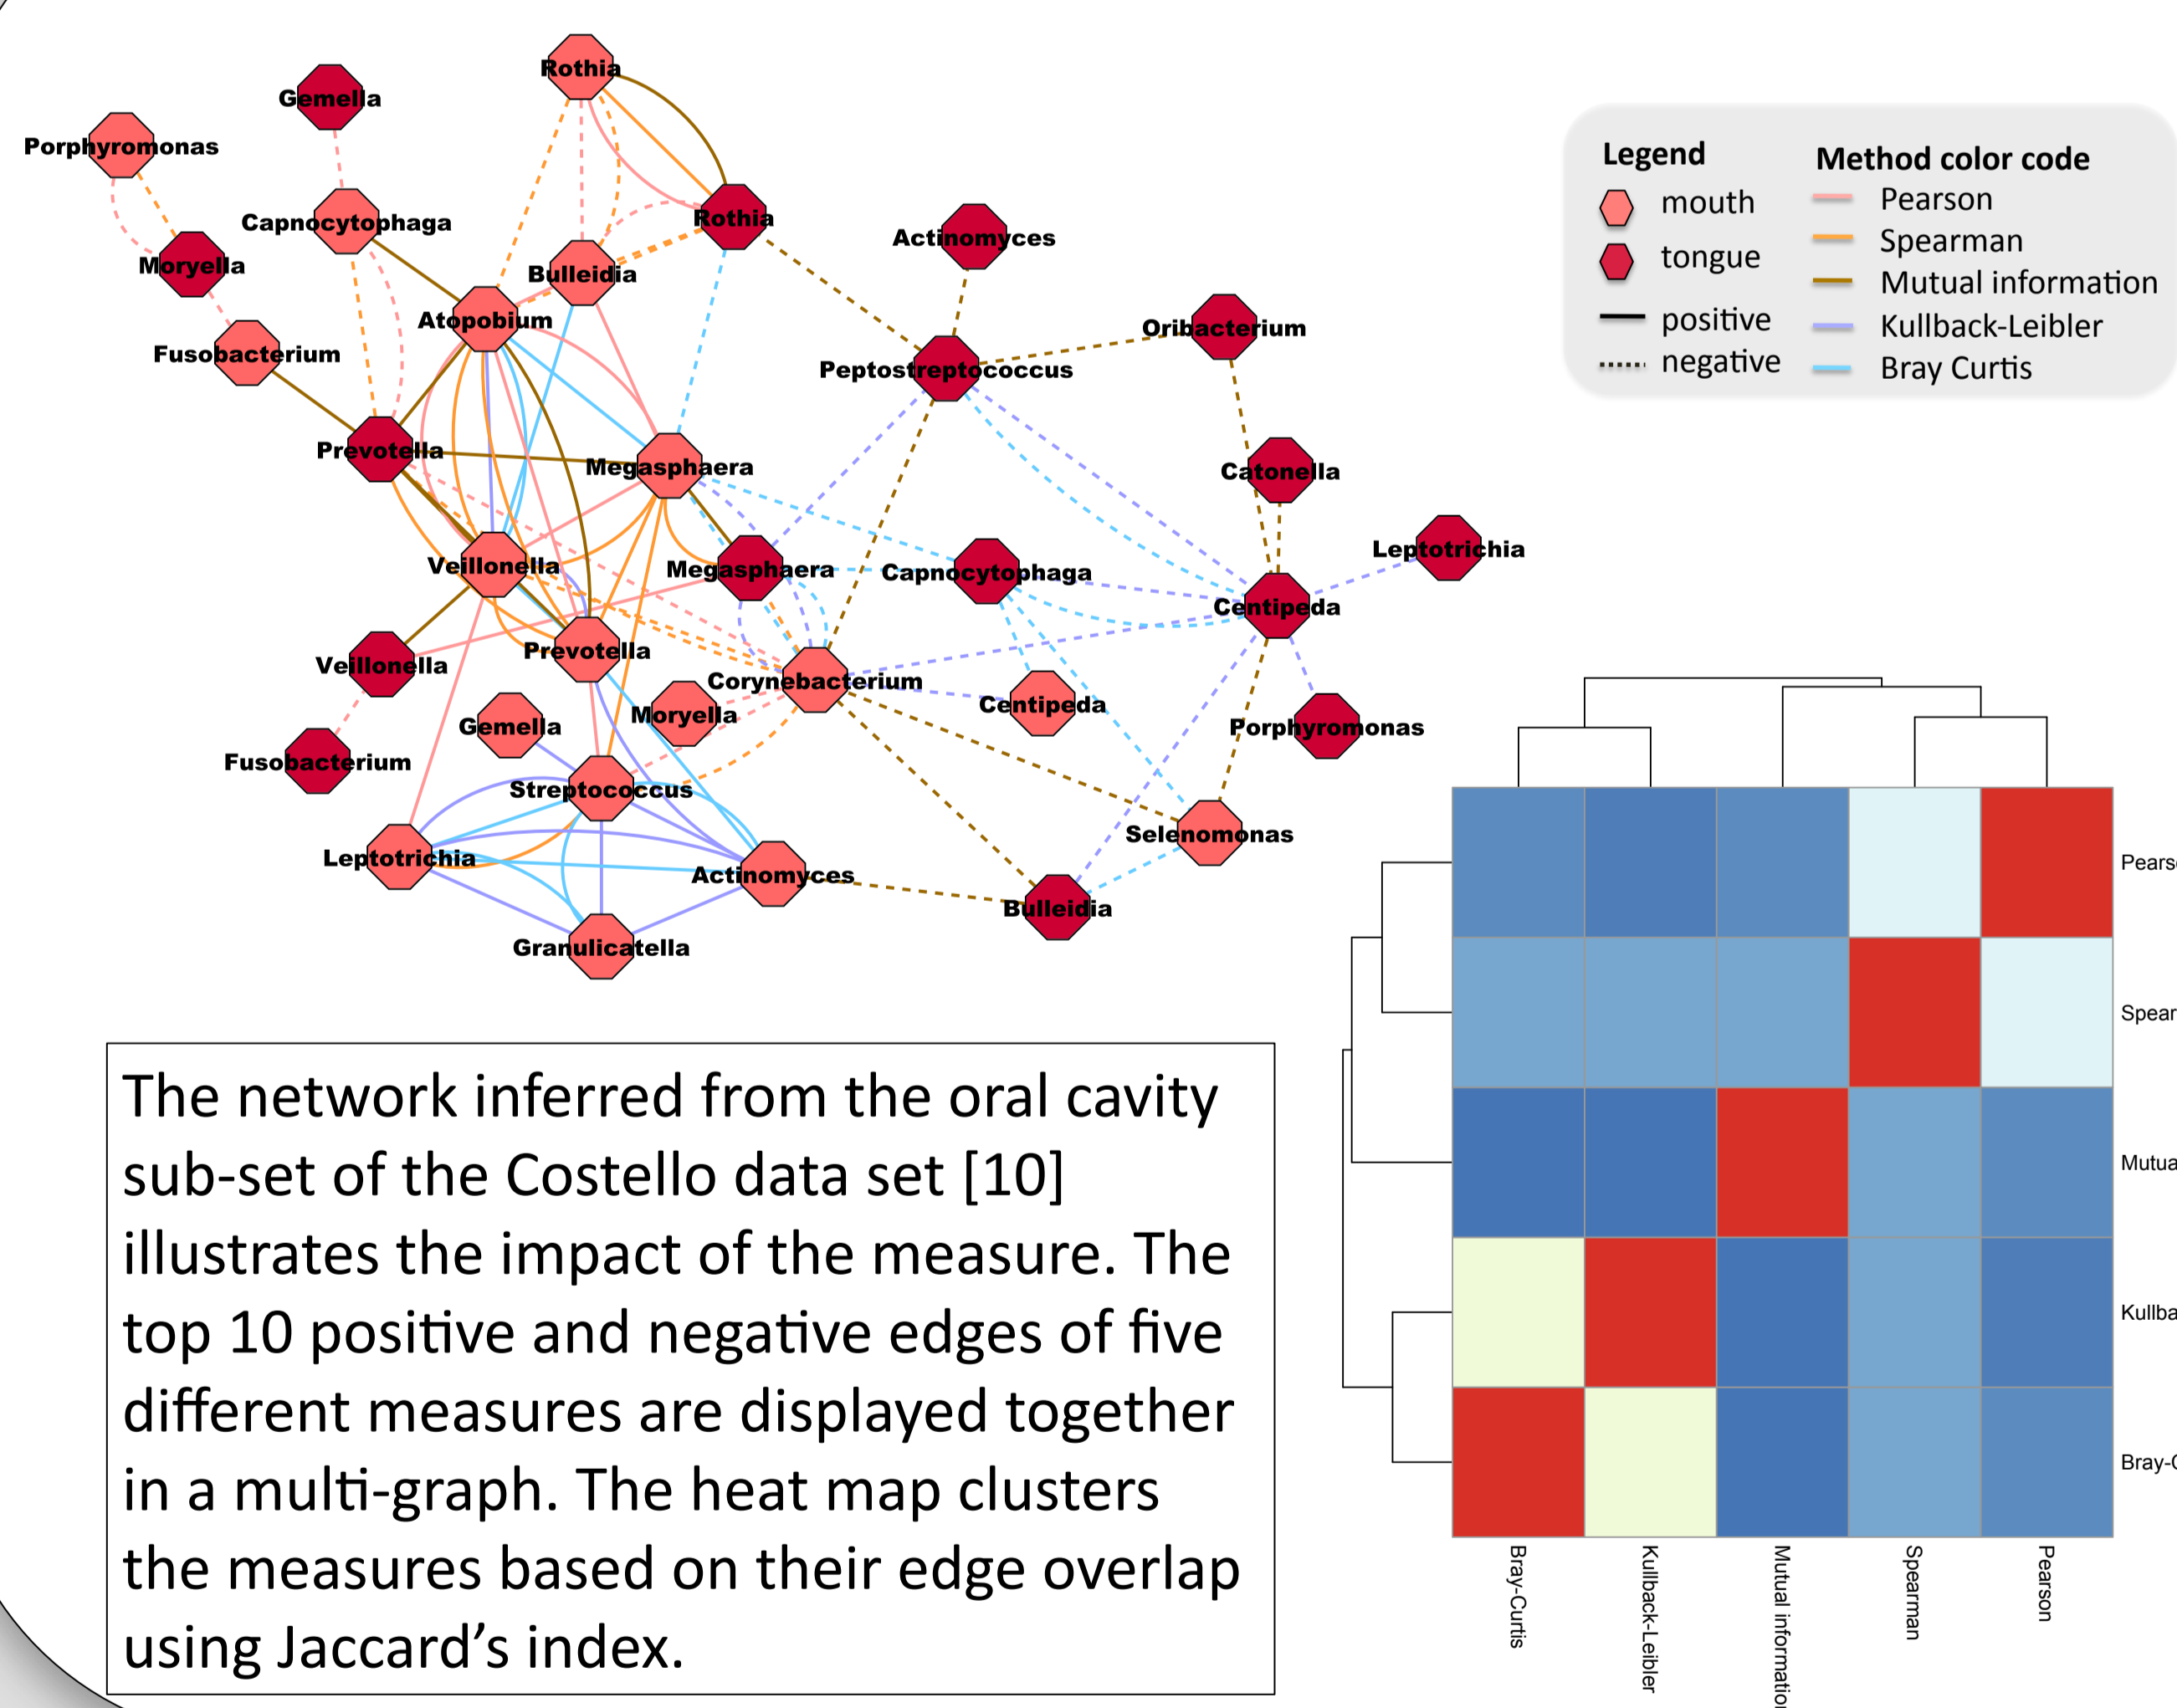 Rothia
Gemella
Porphyromonas
Capnocytophaga
Rothia
Actinomyces
Moryella
Bulleidia
Atopobium
Oribacterium
Fusobacterium
Peptostreptococcus
Prevotella
Megasphaera
Catonella
Leptotrichia
Veillonella
Megasphaera
Capnocytophaga
Centipeda
Veillonella
Prevotella
Corynebacterium
Moryella
Gemella
Centipeda
Porphyromonas
Fusobacterium
Streptococcus
Selenomonas
Leptotrichia
Actinomyces
Bulleidia
Granulicatella
Legend
mouth
tongue
positive
negative
Method color code
Pearson
Spearman
Mutual information
Kullback-Leibler
Bray Curtis
The network inferred from the oral cavity
sub-set of the Costello data set [10]
illustrates the impact of the measure. The
top 10 positive and negative edges of five
different measures are displayed together
in a multi-graph. The heat map clusters
the measures based on their edge overlap
using Jaccard’s index.
Bray-Curtis
Kullback-Leibler
Mutual information
Spearman
Pearson